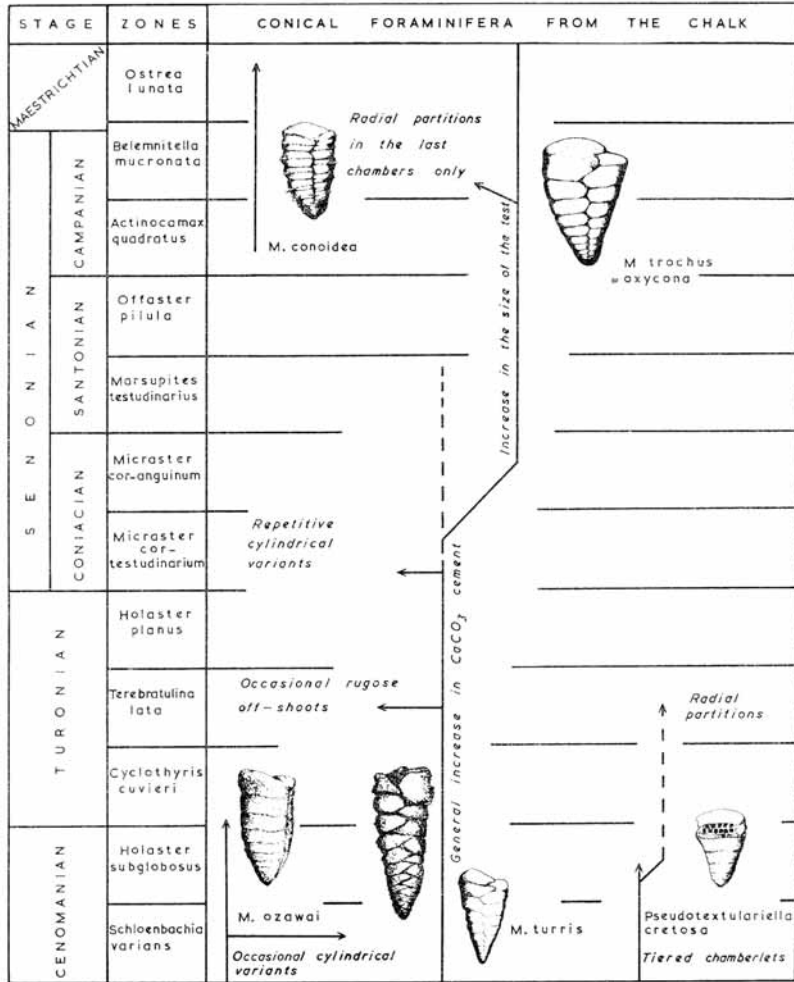 STAGE ZONES CONICAL FORAMINIFERA FROM THE CHALK
MAESTRICHTIAN
SENONIAN
CAMPANIAN
SANTONIAN
CONIACIAN
TURONIAN
CENOMANIAN
Ostrea
lunata
Belemnitella
mucronata
Actinocamax
quadratus
Offaster
pilula
Marsupites
testudinarius
Micraster
cor-anguinum
Micraster
cor-
testudinarium
Holaster
planus
Terebratulina
lata
Cyclothyris
cuvieri
Holaster
subglobosus
Schloenbachia
varians
Radial partitions
in the last
chambers only
M. conoidea
M trochus
= oxycona
Increase in the size of the test
Repetitive
cylindrical
variants
General increase in CaCO₃ cement
Occasional rugose
off-shoots
Radial
partitions
M. ozawai
M. turris
Pseudotextulariella
cretosa
Occasional cylindrical
variants
Tiered chamberlets